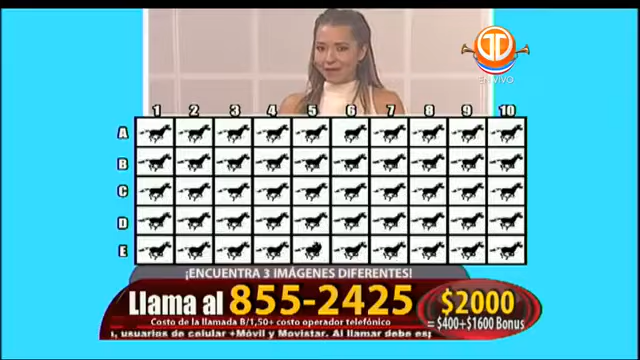 EN VIVO
1 2 3 4 5 6 7 8 9 10
A
B
C
D
E
¡ENCUENTRA 3 IMÁGENES DIFERENTES!
Llama al 855-2425
$2000
Costo de la llamada B/1,50+ costo operador telefónico
= $400+$1600 Bonus
, usuarios de celular +Móvil y Movistar. Al llamar debe es